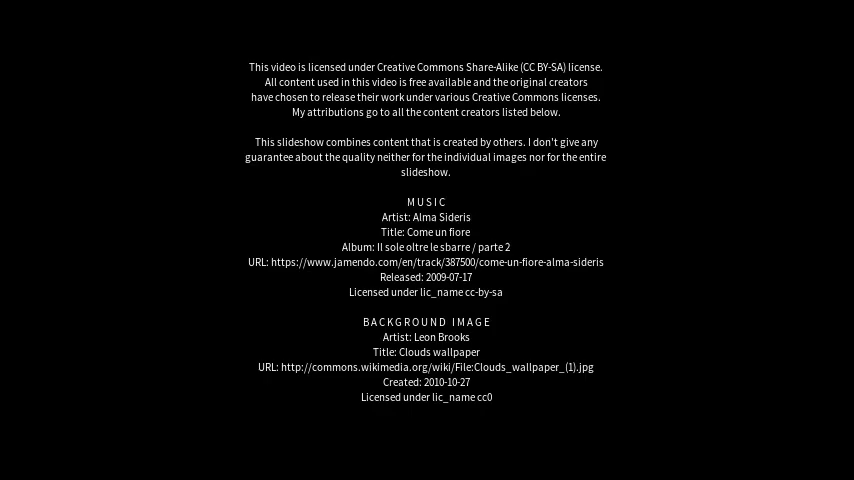 This video is licensed under Creative Commons Share-Alike (CC BY-SA) license.
All content used in this video is free available and the original creators
have chosen to release their work under various Creative Commons licenses.
My attributions go to all the content creators listed below.
This slideshow combines content that is created by others. I don't give any
guarantee about the quality neither for the individual images nor for the entire
slideshow.
MUSIC
Artist: Alma Sideris
Title: Come un fiore
Album: Il sole oltre le sbarre / parte 2
URL: https://www.jamendo.com/en/track/387500/come-un-fiore-alma-sideris
Released: 2009-07-17
Licensed under lic_name cc-by-sa
BACKGROUND IMAGE
Artist: Leon Brooks
Title: Clouds wallpaper
URL: http://commons.wikimedia.org/wiki/File:Clouds_wallpaper_(1).jpg
Created: 2010-10-27
Licensed under lic_name cc0